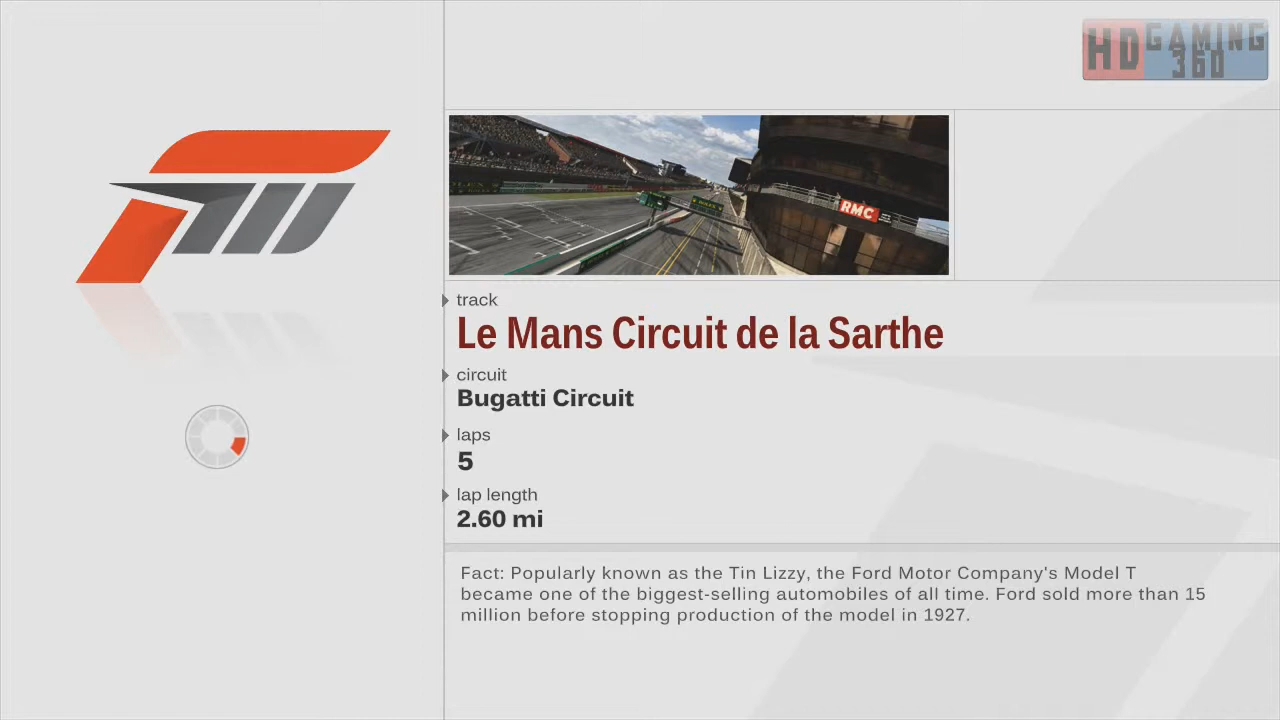 HD GAMING 360
RMC
track
Le Mans Circuit de la Sarthe
circuit
Bugatti Circuit
laps
5
lap length
2.60 mi
Fact: Popularly known as the Tin Lizzy, the Ford Motor Company's Model T
became one of the biggest-selling automobiles of all time. Ford sold more than 15
million before stopping production of the model in 1927.